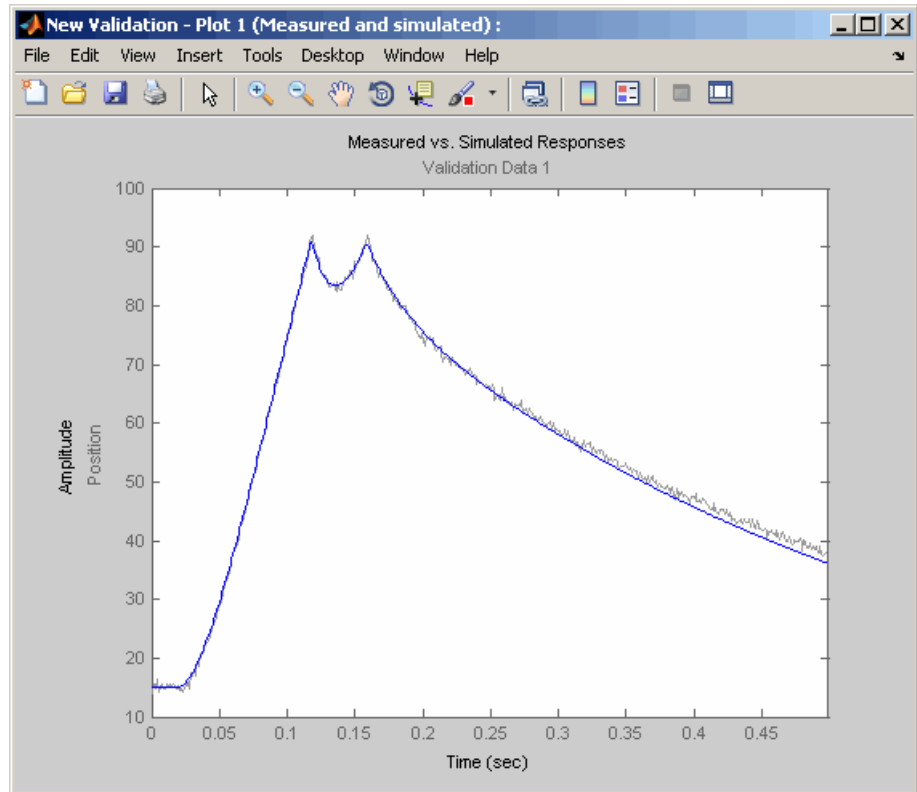 New Validation - Plot 1 (Measured and simulated) :
File Edit View Insert Tools Desktop Window Help
Measured vs. Simulated Responses
Validation Data 1
100
90
80
70
60
50
40
30
20
10
Amplitude
Position
0 0.05 0.1 0.15 0.2 0.25 0.3 0.35 0.4 0.45
Time (sec)